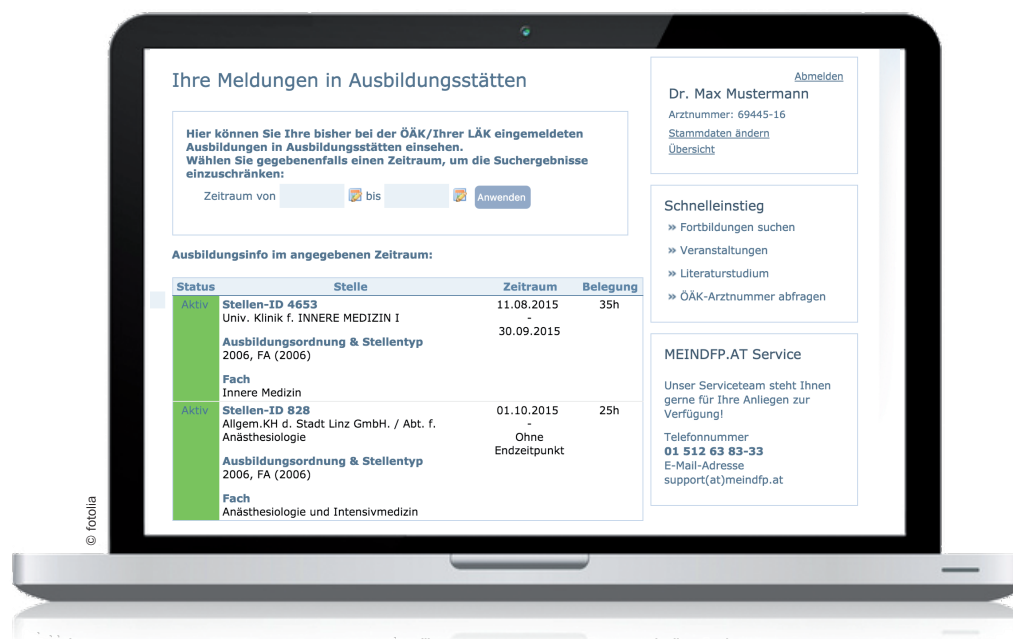 Ihre Meldungen in Ausbildungsstätten
Hier können Sie Ihre bisher bei der ÖÄK/Ihrer LÄK eingemeldeten
Ausbildungen in Ausbildungsstätten einsehen.
Wählen Sie gegebenenfalls einen Zeitraum, um die Suchergebnisse
einzuschränken:
Zeitraum von bis Anwenden
Ausbildungsinfo im angegebenen Zeitraum:
Status Stelle Zeitraum Belegung
Aktiv Stellen-ID 4653 11.08.2015 35h
Univ. Klinik f. INNERE MEDIZIN I -
30.09.2015
Ausbildungsordnung & Stellentyp
2006, FA (2006)
Fach
Innere Medizin
Aktiv Stellen-ID 828 01.10.2015 25h
Allgem.KH d. Stadt Linz GmbH. / Abt. f. -
Anästhesiologie Ohne
Endzeitpunkt
Ausbildungsordnung & Stellentyp
2006, FA (2006)
Fach
Anästhesiologie und Intensivmedizin
Abmelden
Dr. Max Mustermann
Arztnummer: 69445-16
Stammdaten ändern
Übersicht
Schnelleinstieg
» Fortbildungen suchen
» Veranstaltungen
» Literaturstudium
» ÖÄK-Arztnummer abfragen
MEINDFP.AT Service
Unser Serviceteam steht Ihnen
gerne für Ihre Anliegen zur
Verfügung!
Telefonnummer
01 512 63 83-33
E-Mail-Adresse
support(at)meindfp.at
© fotolia